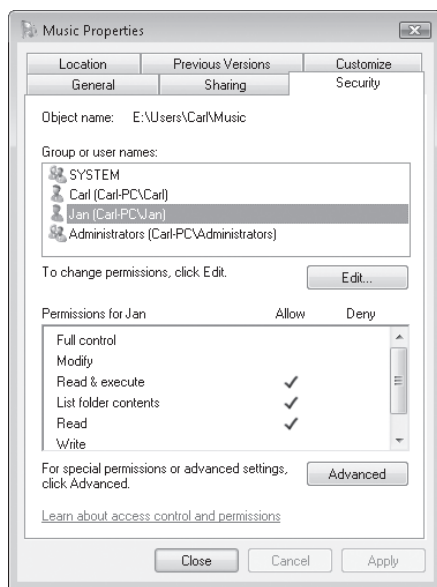 Music Properties
Location Previous Versions Customize
General Sharing Security
Object name: E:\Users\Carl\Music
Group or user names:
SYSTEM
Carl (Carl-PC\Carl)
Jan (Carl-PC\Jan)
Administrators (Carl-PC\Administrators)
To change permissions, click Edit.
Edit...
Permissions for Jan Allow Deny
Full control
Modify
Read & execute
List folder contents
Read
Write
For special permissions or advanced settings,
click Advanced.
Advanced
Learn about access control and permissions
Close Cancel Apply